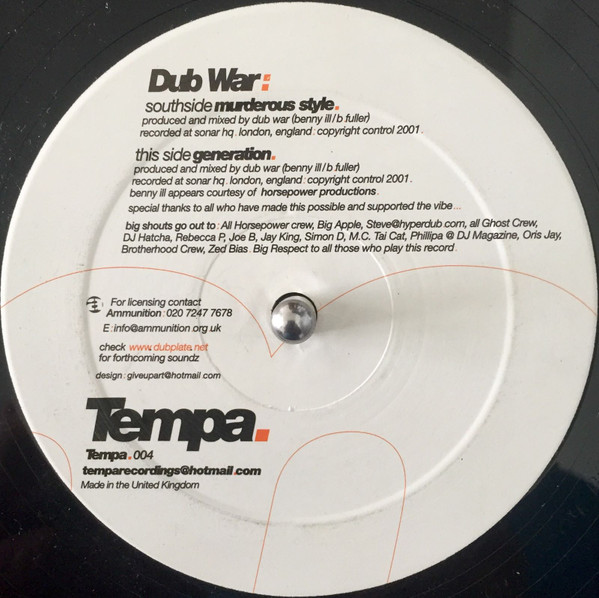 Dub War:
southside murderous style.
produced and mixed by dub war (benny ill/b fuller)
recorded at sonar hq. london, england: copyright control 2001.
this side generation.
produced and mixed by dub war (benny ill/b fuller)
recorded at sonar hq. london, england: copyright control 2001.
benny ill appears courtesy of horsepower productions.
special thanks to all who have made this possible and supported the vibe...
big shouts go out to: All Horsepower crew, Big Apple, Steve@hyperdub com, all Ghost Crew,
DJ Hatcha, Rebecca P, Joe B, Jay King, Simon D, M.C. Tai Cat, Phillipa @ DJ Magazine, Oris Jay,
Brotherhood Crew, Zed Bias. Big Respect to all those who play this record.
For licensing contact
Ammunition: 020 7247 7678
E: info@ammunition.org.uk
check www.dubplate.net
for forthcoming soundz
design: giveupart@hotmail com
Tempa.
Tempa.004
temparecordings@hotmail.com
Made in the United Kingdom